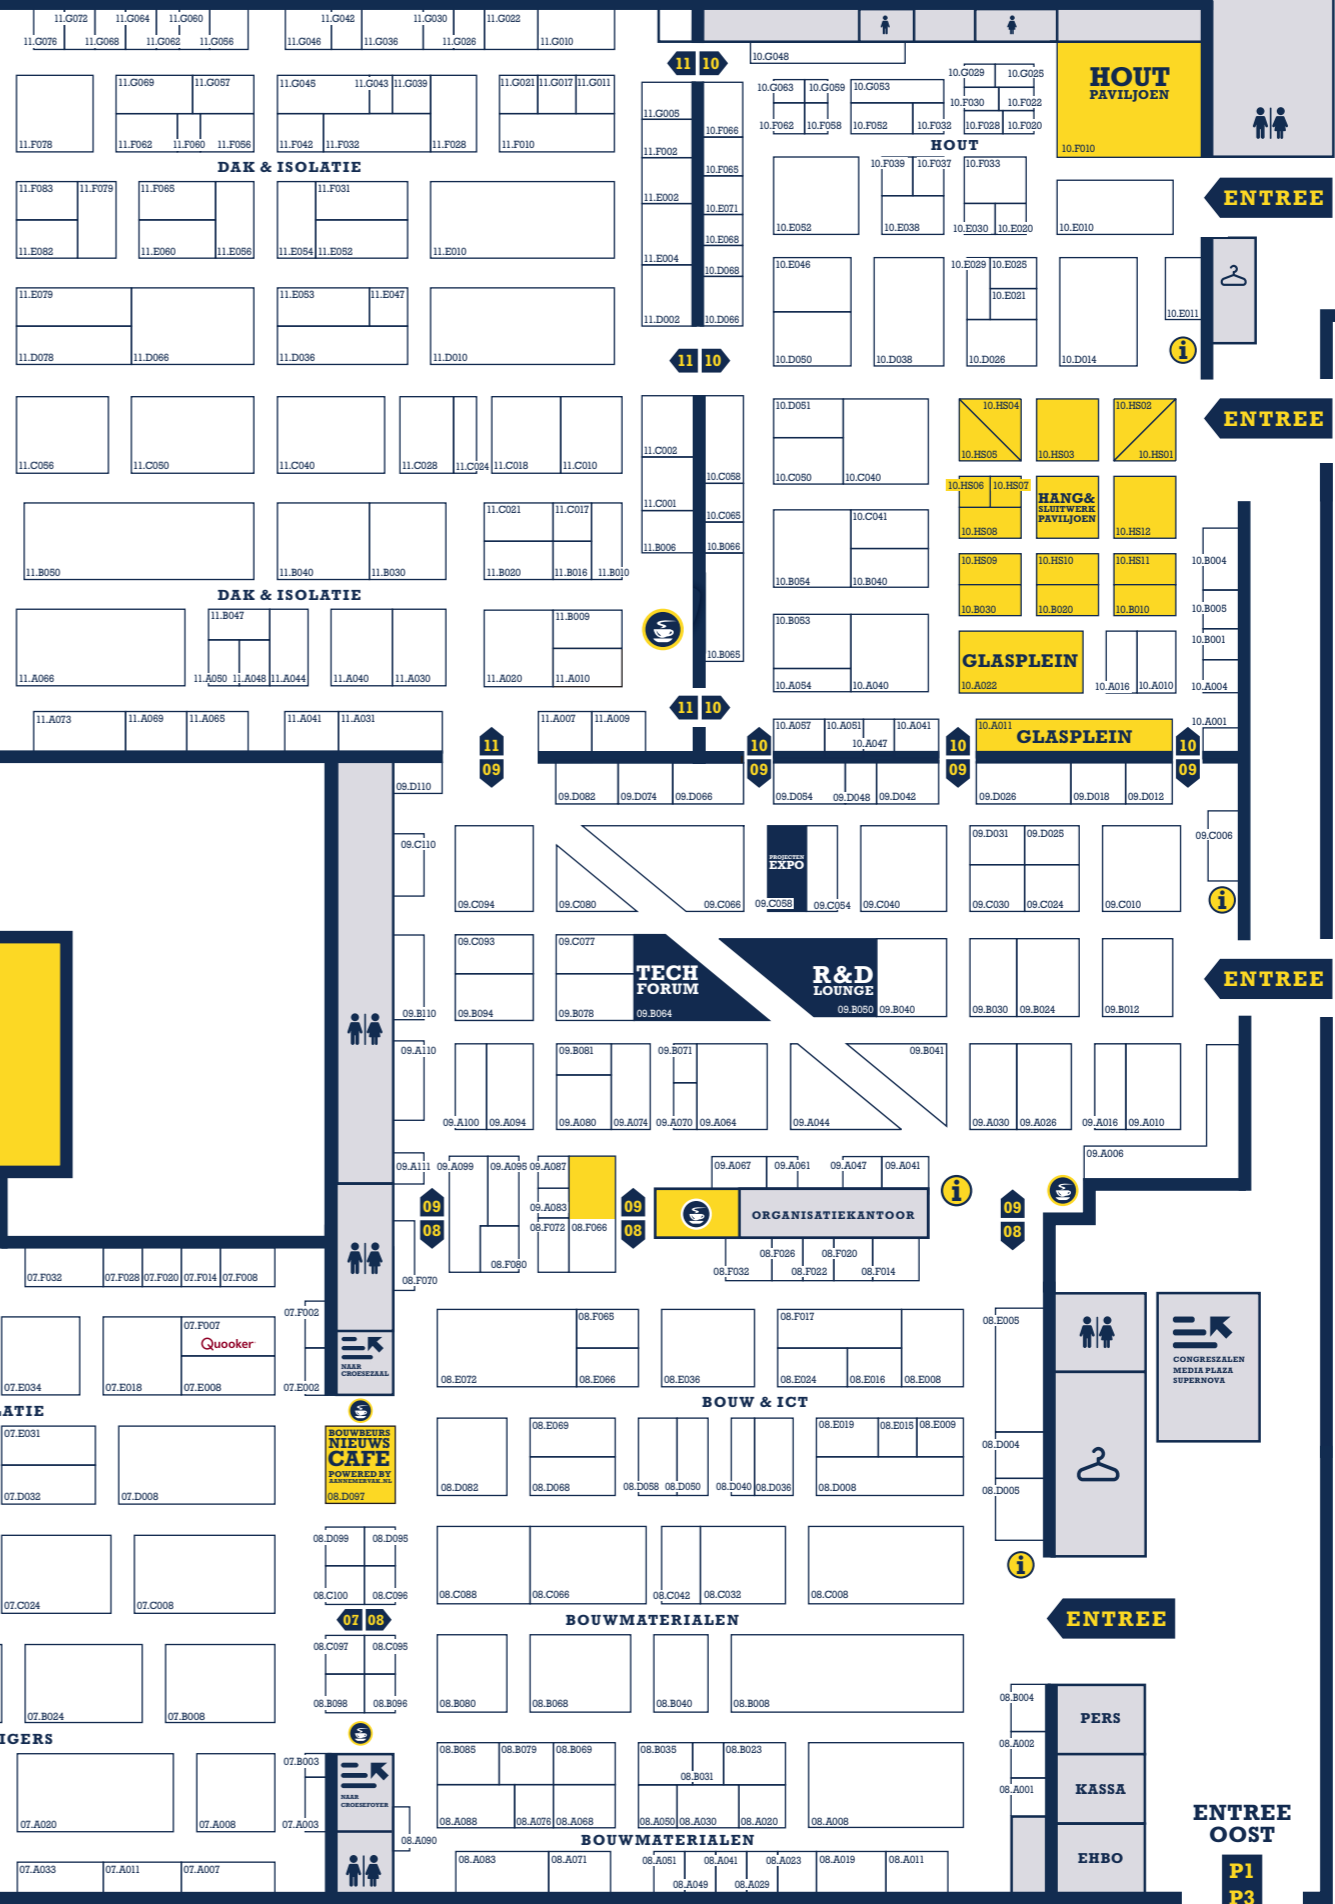 11.G072 11.G064 11.G060 11.G042 11.G030 11.G022
11.G076 11.G068 11.G062 11.G056 11.G046 11.G036 11.G026 11.G010
10.G048
11 10
HOUT
PAVILJOEN
10.F010
11.G069 11.G057 11.G045 11.G043 11.G039 11.G021 11.G017 11.G011
11.F078 11.F062 11.F060 11.F056 11.F042 11.F032 11.F028 11.F010
11.G005
11.F002
11.E002
11.E004
11.D002
10.F066
10.F065
10.E071
10.E068
10.D068
10.D066
10.G063 10.G059 10.G053 10.G029 10.G025
10.F030 10.F022
10.F062 10.F058 10.F052 10.F032 10.F028 10.F020
HOUT
DAK & ISOLATIE
10.F039 10.F037 10.F033
10.E052 10.E038 10.E030 10.E020 10.E010
ENTREE
11.F083 11.F079 11.F065 11.F031
11.E082 11.E060 11.E056 11.E054 11.E052 11.E010
10.E046 10.E029 10.E025
10.E021
10.E011
10.D050 10.D038 10.D026 10.D014
11.E079 11.E053 11.E047
11.D078 11.D066 11.D036 11.D010
11 10
i
11.C056 11.C050 11.C040 11.C028 11.C024 11.C018 11.C010
11.C002
11.C001
11.B006
10.C058
10.C065
10.B066
10.B065
10.D051
10.C050 10.C040
10.HS04 10.HS02
10.HS05 10.HS03 10.HS01
ENTREE
10.HS06 10.HS07
10.HS08
HANG&
SLUITWERK
PAVILJOEN
10.HS12
11.C021 11.C017
11.B050 11.B040 11.B030 11.B020 11.B016 11.B010
10.C041
10.B054 10.B040
10.HS09 10.HS10 10.HS11
10.B030 10.B020 10.B010
10.B004
10.B005
10.B001
10.A004
DAK & ISOLATIE
11.B047 11.B009
11.A066 11.A050 11.A048 11.A044 11.A040 11.A030 11.A020 11.A010
10.B053
10.A054 10.A040
GLASPLEIN
10.A022
10.A016 10.A010
11 10
11.A073 11.A069 11.A065 11.A041 11.A031 11.A007 11.A009
10.A057 10.A051 10.A041
10.A047
10.A011
GLASPLEIN
10.A001
11
09
10
09
10
09
10
09
09.D110 09.D082 09.D074 09.D066 09.D054 09.D048 09.D042 09.D026 09.D018 09.D012
09.C110
PROJECTEN
EXPO
09.D031 09.D025
09.C006
09.C094 09.C080 09.C066 09.C058 09.C054 09.C040 09.C030 09.C024 09.C010
i
09.C093 09.C077
TECH
FORUM
R&D
LOUNGE
ENTREE
09.B110 09.B094 09.B078 09.B064 09.B050 09.B040 09.B030 09.B024 09.B012
09.A110 09.B081 09.B071 09.B041
09.A100 09.A094 09.A080 09.A074 09.A070 09.A064 09.A044 09.A030 09.A026 09.A016 09.A010
09.A006
09.A111 09.A099 09.A095 09.A087 09.A067 09.A061 09.A047 09.A041
i
09
08
09.A083
08.F072 08.F066
08.F080
09
08
ORGANISATIEKANTOOR
09
08
08.F026 08.F020
08.F032 08.F022 08.F014
08.F070
07.F032 07.F028 07.F020 07.F014 07.F008
07.F002
07.F007
Quooker
07.E034 07.E018 07.E008 07.E002
NAAR
CROESEZAAL
08.F065 08.F017
08.E072 08.E066 08.E036 08.E024 08.E016 08.E008
08.E005
08.D004
08.D005
CONGRESZALEN
MEDIA PLAZA
SUPERNOVA
BOUW & ICT
LATIE
07.E031
07.D032 07.D008
BOUWBEURS
NIEUWS
CAFE
POWERED BY
AANNEMERVAK.NL
08.D097
08.E069 08.E019 08.E015 08.E009
08.D082 08.D068 08.D058 08.D050 08.D040 08.D036 08.D008
07.C024 07.C008
08.D099 08.D095
08.C100 08.C096
08.C088 08.C066 08.C042 08.C032 08.C008
i
07 08
BOUWMATERIALEN
ENTREE
08.C097 08.C095
08.B098 08.B096
07.B024 07.B008
08.B080 08.B068 08.B040 08.B008
08.B004
08.A002
08.A001
PERS
KASSA
EHBO
IGERS
07.B003
07.A020 07.A008 07.A003
NAAR
CROESEFOYER
08.A090
08.B085 08.B079 08.B069 08.B035 08.B023
08.B031
08.A088 08.A076 08.A068 08.A050 08.A030 08.A020 08.A008
BOUWMATERIALEN
ENTREE
OOST
P1
P3
07.A033 07.A011 07.A007
08.A083 08.A071 08.A051 08.A041 08.A023 08.A019 08.A011
08.A049 08.A029